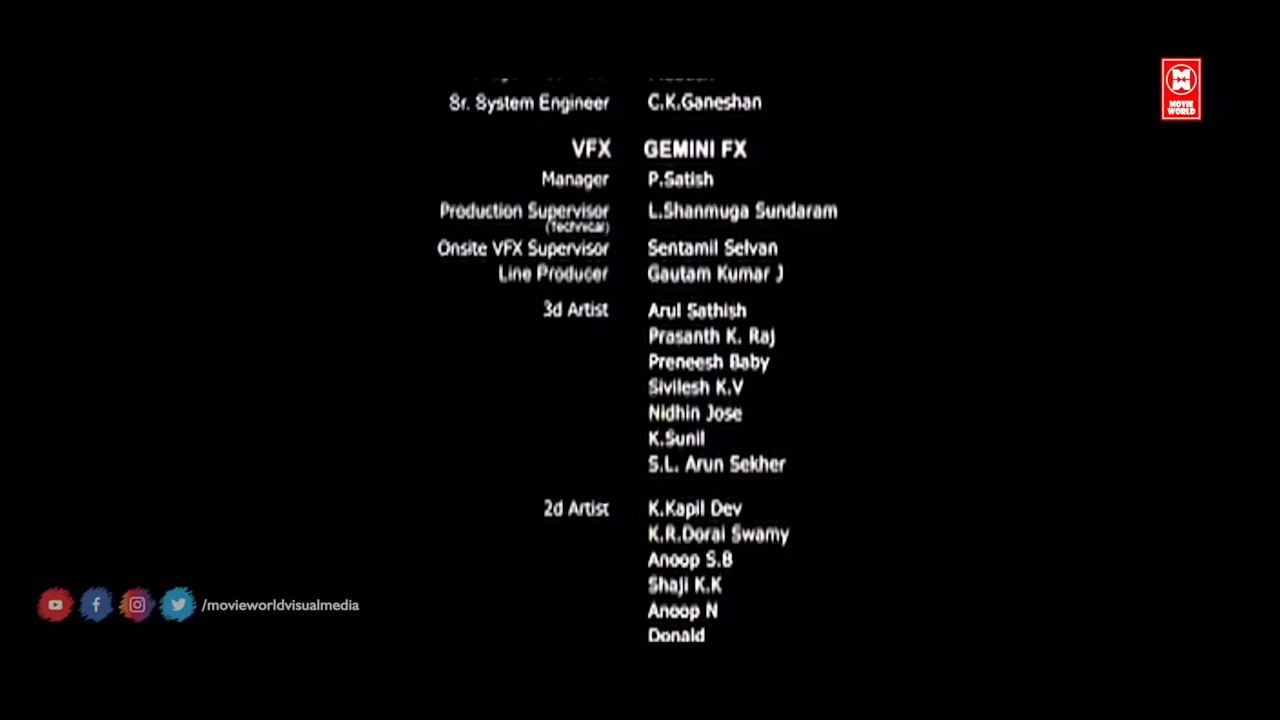 Sr. System Engineer C.K.Ganeshan
VFX GEMINI FX
Manager P.Satish
Production Supervisor L.Shanmuga Sundaram
(Technical)
Onsite VFX Supervisor Sentamil Selvan
Line Producer Gautam Kumar J
3d Artist Arul Sathish
Prasanth K. Raj
Preneesh Baby
Sivilesh K.V
Nidhin Jose
K.Sunil
S.L. Arun Sekher
2d Artist K.Kapil Dev
K.R.Dorai Swamy
Anoop S.B
Shaji K.K
Anoop N
Donald
MOVIE
WORLD
/movieworldvisualmedia